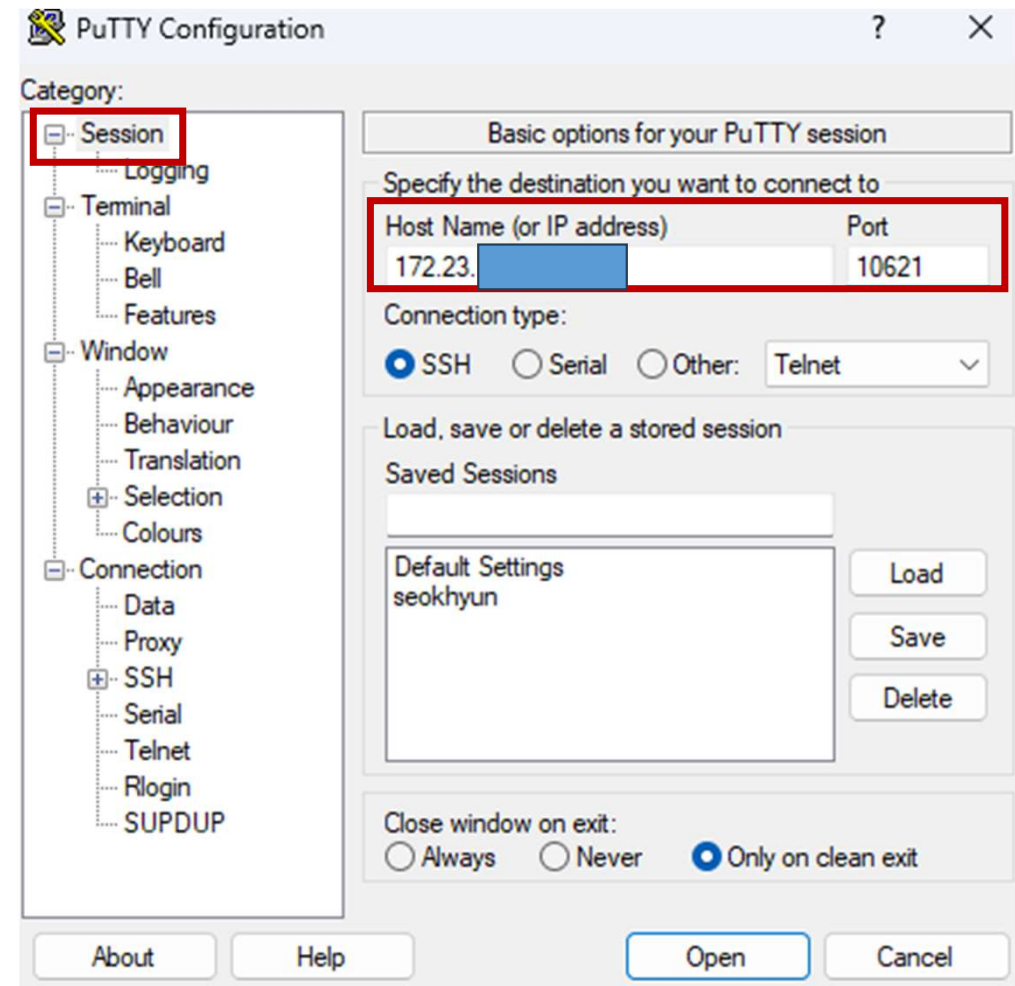 PuTTY Configuration ? ×
Category:
Session
Logging
Terminal
Keyboard
Bell
Features
Window
Appearance
Behaviour
Translation
Selection
Colours
Connection
Data
Proxy
SSH
Serial
Telnet
Rlogin
SUPDUP
Basic options for your PuTTY session
Specify the destination you want to connect to
Host Name (or IP address) Port
172.23. 10621
Connection type:
SSH Serial Other: Telnet
Load, save or delete a stored session
Saved Sessions
Default Settings
seokhyun
Load
Save
Delete
Close window on exit:
Always Never Only on clean exit
About Help Open Cancel